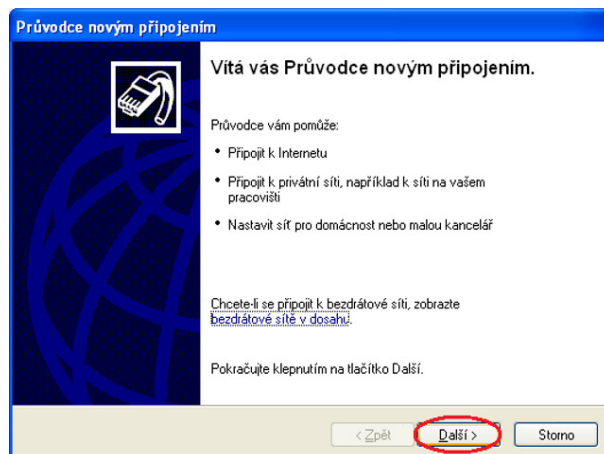 Průvodce novým připojením
Vítá vás Průvodce novým připojením.
Průvodce vám pomůže:
• Připojit k Internetu
• Připojit k privátní síti, například k síti na vašem
pracovišti
• Nastavit síť pro domácnost nebo malou kancelář
Chcete-li se připojit k bezdrátové síti, zobrazte
bezdrátové sítě v dosahu.
Pokračujte klepnutím na tlačítko Další.
< Zpět
Další >
Storno